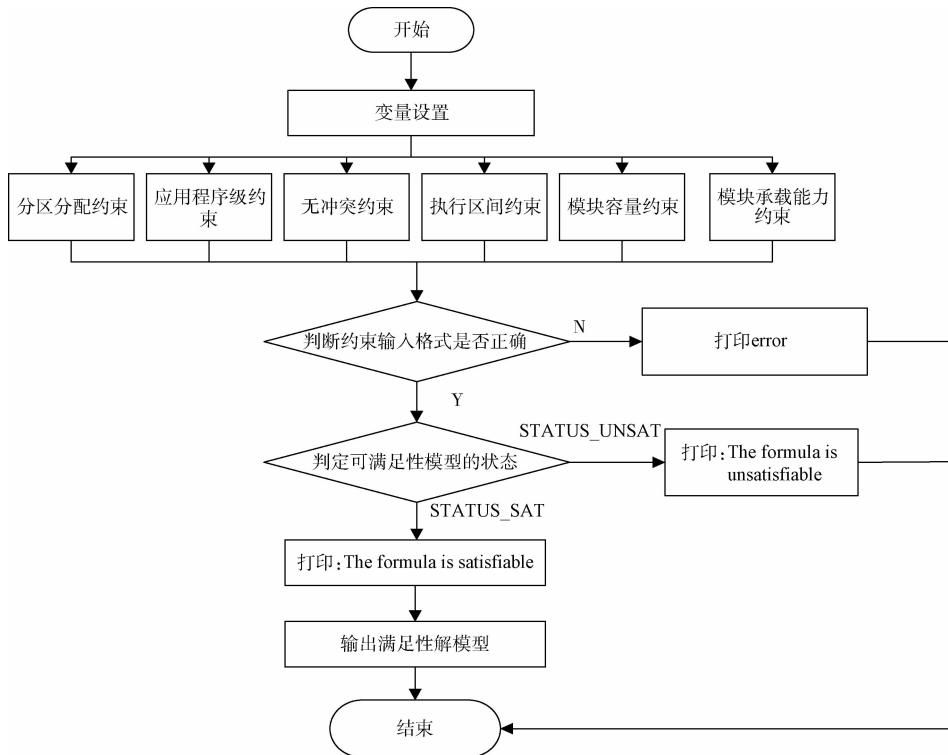 开始
变量设置
分区分配约束
应用程序级约
束
无冲突约束
执行区间约束
模块容量约束
模块承载能力
约束
判断约束输入格式是否正确
N
打印error
Y
STATUS_UNSAT
判定可满足性模型的状态
打印:The formula is
unsatisfiable
STATUS_SAT
打印:The formula is satisfiable
输出满足性解模型
结束